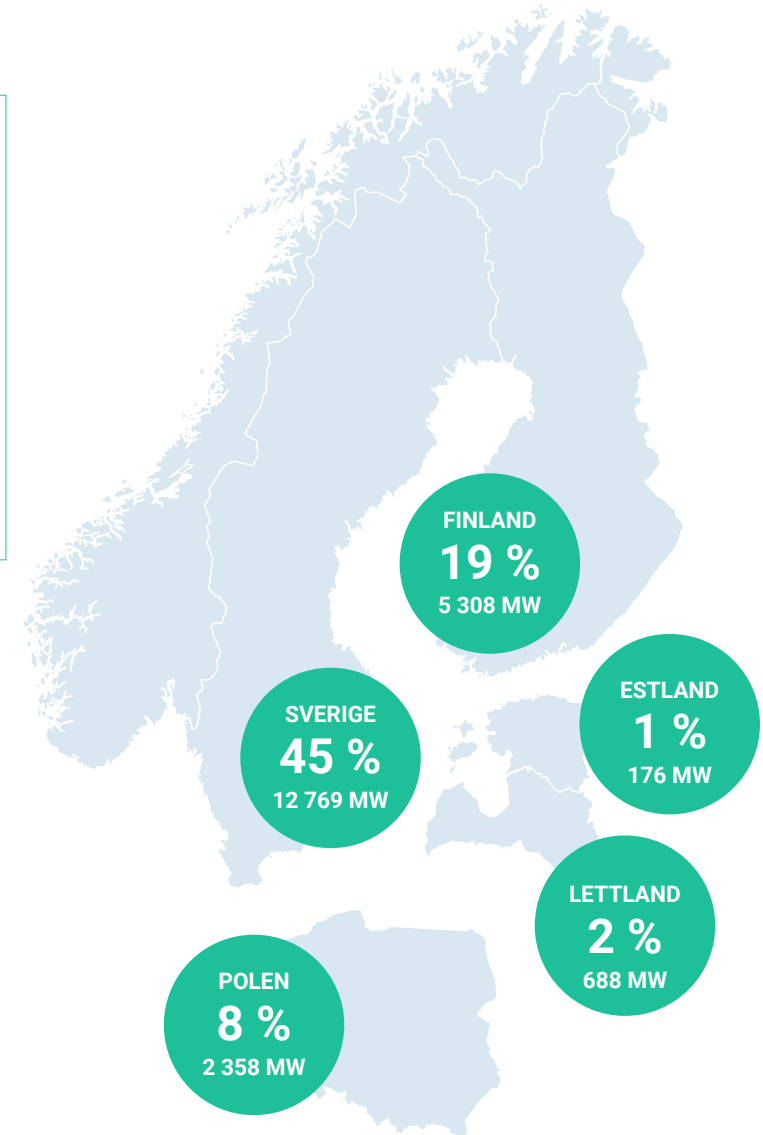 FINLAND
19 %
5 308 MW
ESTLAND
1 %
176 MW
SVERIGE
45 %
12 769 MW
LETTLAND
2 %
688 MW
POLEN
8 %
2 358 MW